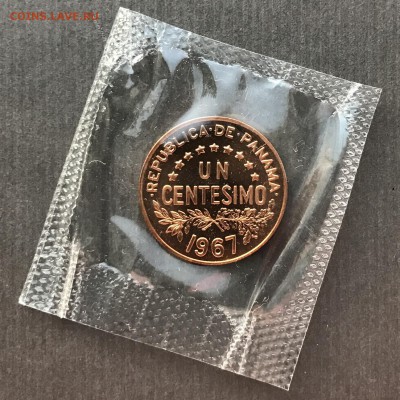 COINS.LAVE.RU
REPUBLICA·DE·PANAMA
UN
CENTESIMO
1967